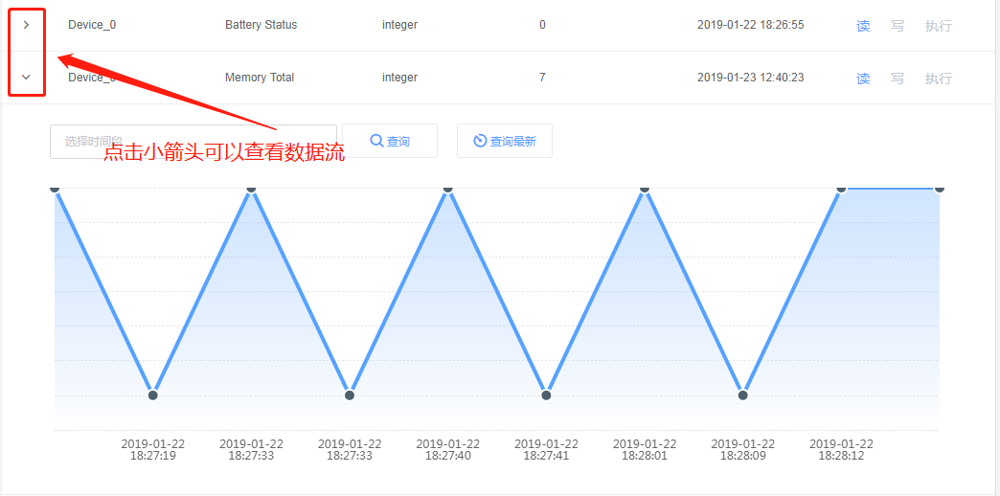 Device_0 Battery Status integer 0 2019-01-22 18:26:55 读 写 执行
Device_0 Memory Total integer 7 2019-01-23 12:40:23 读 写 执行
选择时间段 查询 查询最新
点击小箭头可以查看数据流
2019-01-22 2019-01-22 2019-01-22 2019-01-22 2019-01-22 2019-01-22 2019-01-22 2019-01-22
18:27:19 18:27:33 18:27:33 18:27:40 18:27:41 18:28:01 18:28:09 18:28:12